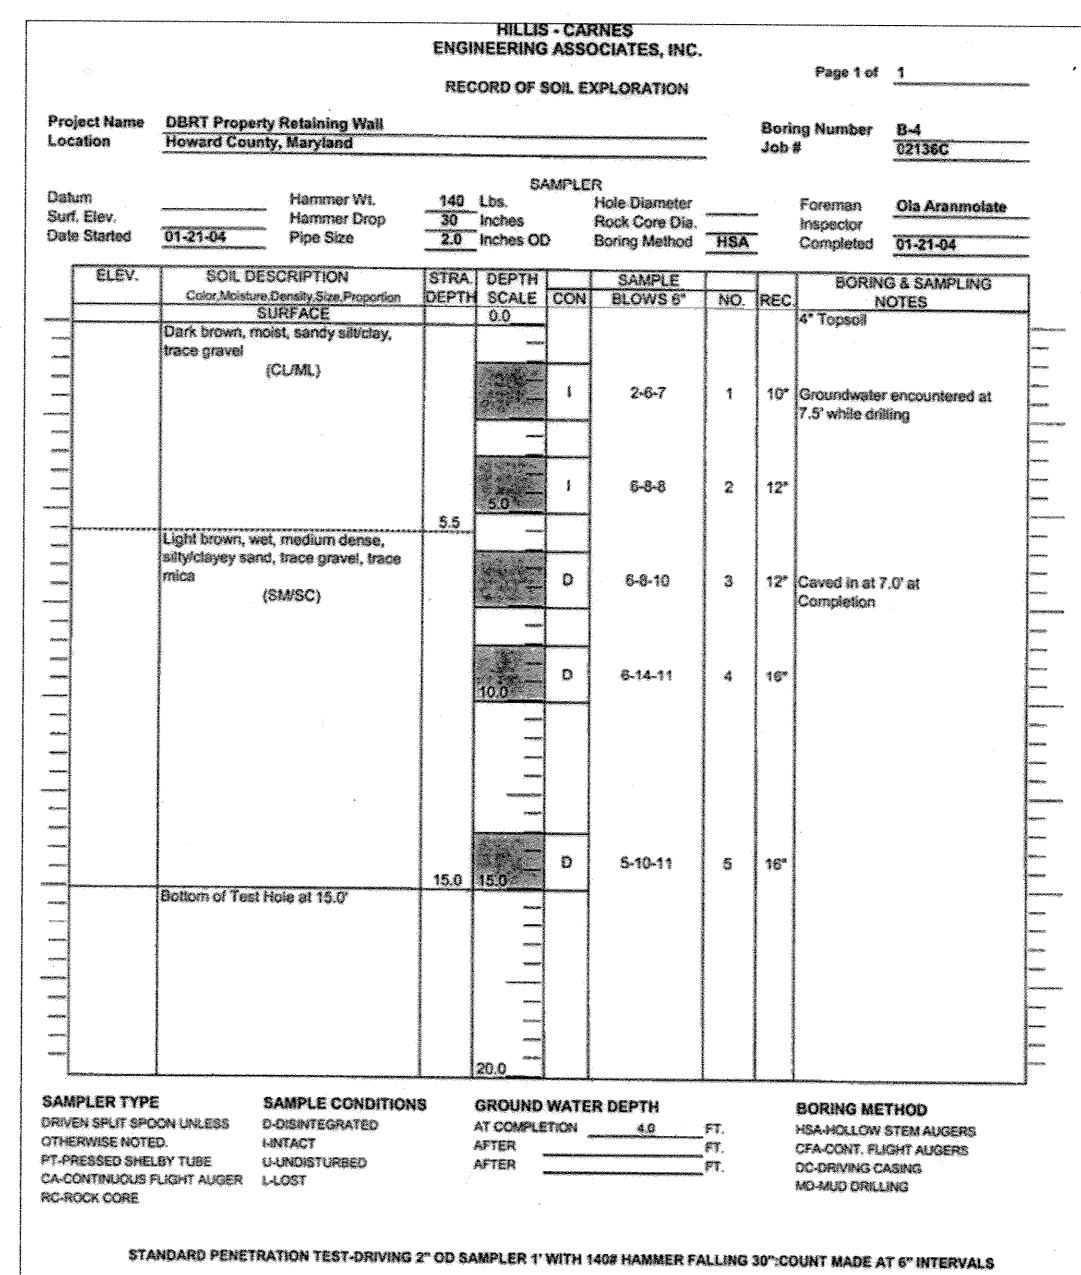 HILLIS - CARNES
ENGINEERING ASSOCIATES, INC.
Page 1 of 1
RECORD OF SOIL EXPLORATION
Project Name DBRT Property Retaining Wall
Location Howard County, Maryland
Boring Number B-4
Job # 02136C
SAMPLER
Datum Hammer Wt. 140 Lbs. Hole Diameter Foreman Ola Aranmolate
Surf. Elev. Hammer Drop 30 Inches Rock Core Dia. Inspector
Date Started 01-21-04 Pipe Size 2.0 Inches OD Boring Method HSA Completed 01-21-04
ELEV. SOIL DESCRIPTION STRA. DEPTH SAMPLE BORING & SAMPLING
Color,Moisture,Density,Size,Proportion DEPTH SCALE CON BLOWS 6" NO. REC. NOTES
SURFACE 0.0
4" Topsoil
Dark brown, moist, sandy silt/clay,
trace gravel
(CL/ML)
I 2-6-7 1 10" Groundwater encountered at
7.5' while drilling
I 6-8-8 2 12"
5.0
5.5
Light brown, wet, medium dense,
silty/clayey sand, trace gravel, trace
mica
(SM/SC)
D 6-8-10 3 12" Caved in at 7.0' at
Completion
D 6-14-11 4 16"
10.0
D 5-10-11 5 16"
15.0 15.0
Bottom of Test Hole at 15.0'
20.0
SAMPLER TYPE SAMPLE CONDITIONS GROUND WATER DEPTH BORING METHOD
DRIVEN SPLIT SPOON UNLESS D-DISINTEGRATED AT COMPLETION 4.0 FT. HSA-HOLLOW STEM AUGERS
OTHERWISE NOTED. I-INTACT AFTER FT. CFA-CONT. FLIGHT AUGERS
PT-PRESSED SHELBY TUBE U-UNDISTURBED AFTER FT. DC-DRIVING CASING
CA-CONTINUOUS FLIGHT AUGER L-LOST MD-MUD DRILLING
RC-ROCK CORE
STANDARD PENETRATION TEST-DRIVING 2" OD SAMPLER 1' WITH 140# HAMMER FALLING 30":COUNT MADE AT 6" INTERVALS